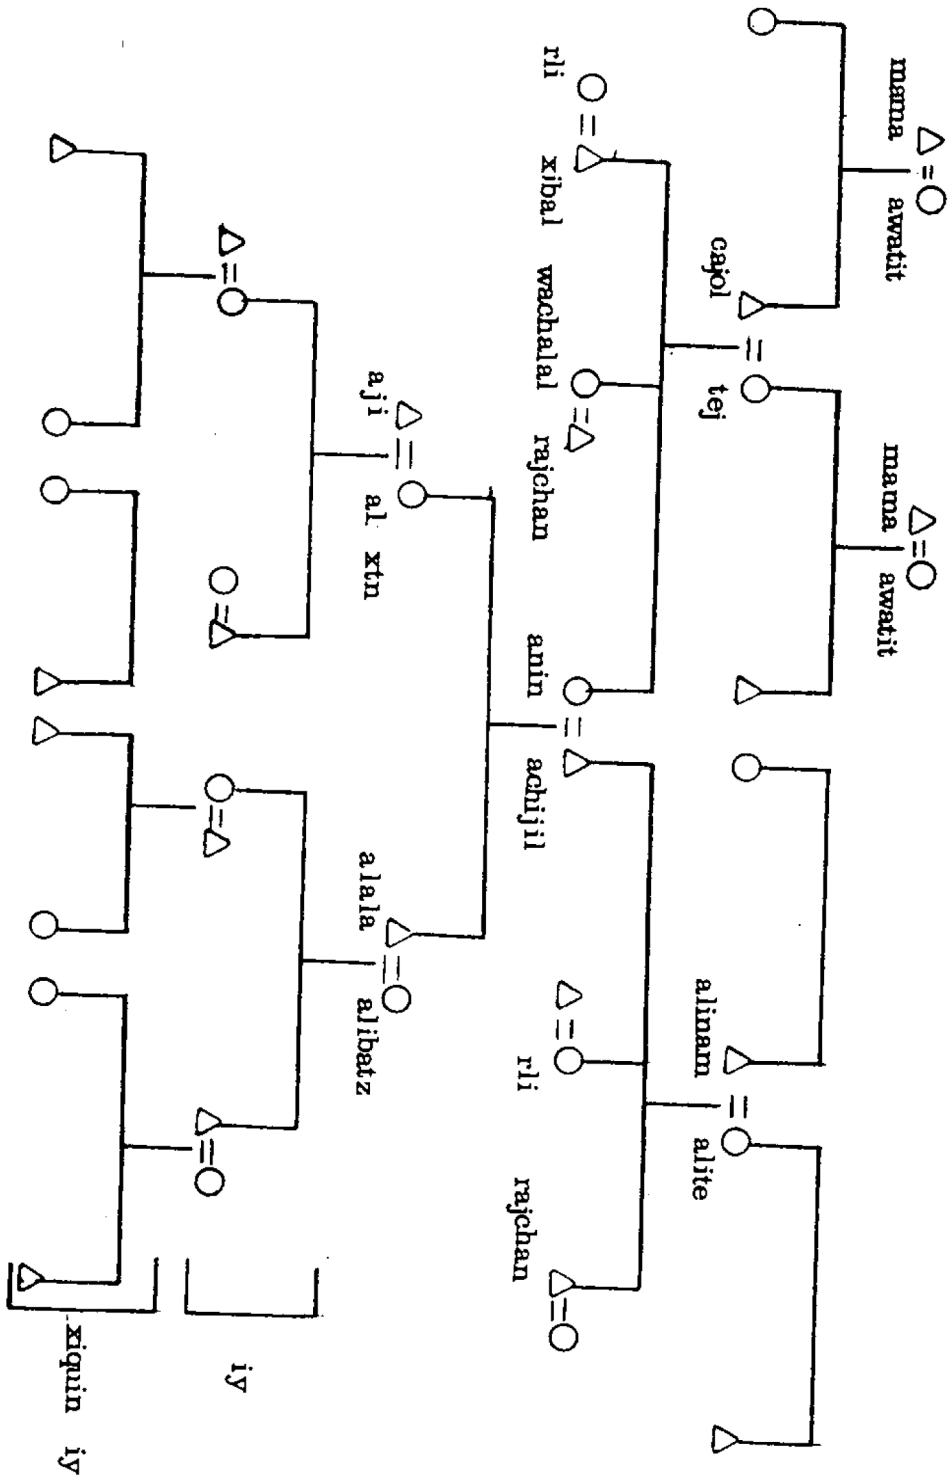 mama awatit mama awatit
cajol tej alinam alite
rli xibal wachalal rajchan anin achijil rli rajchan
aji al xtn alala alibatz
iy
xiquin iy